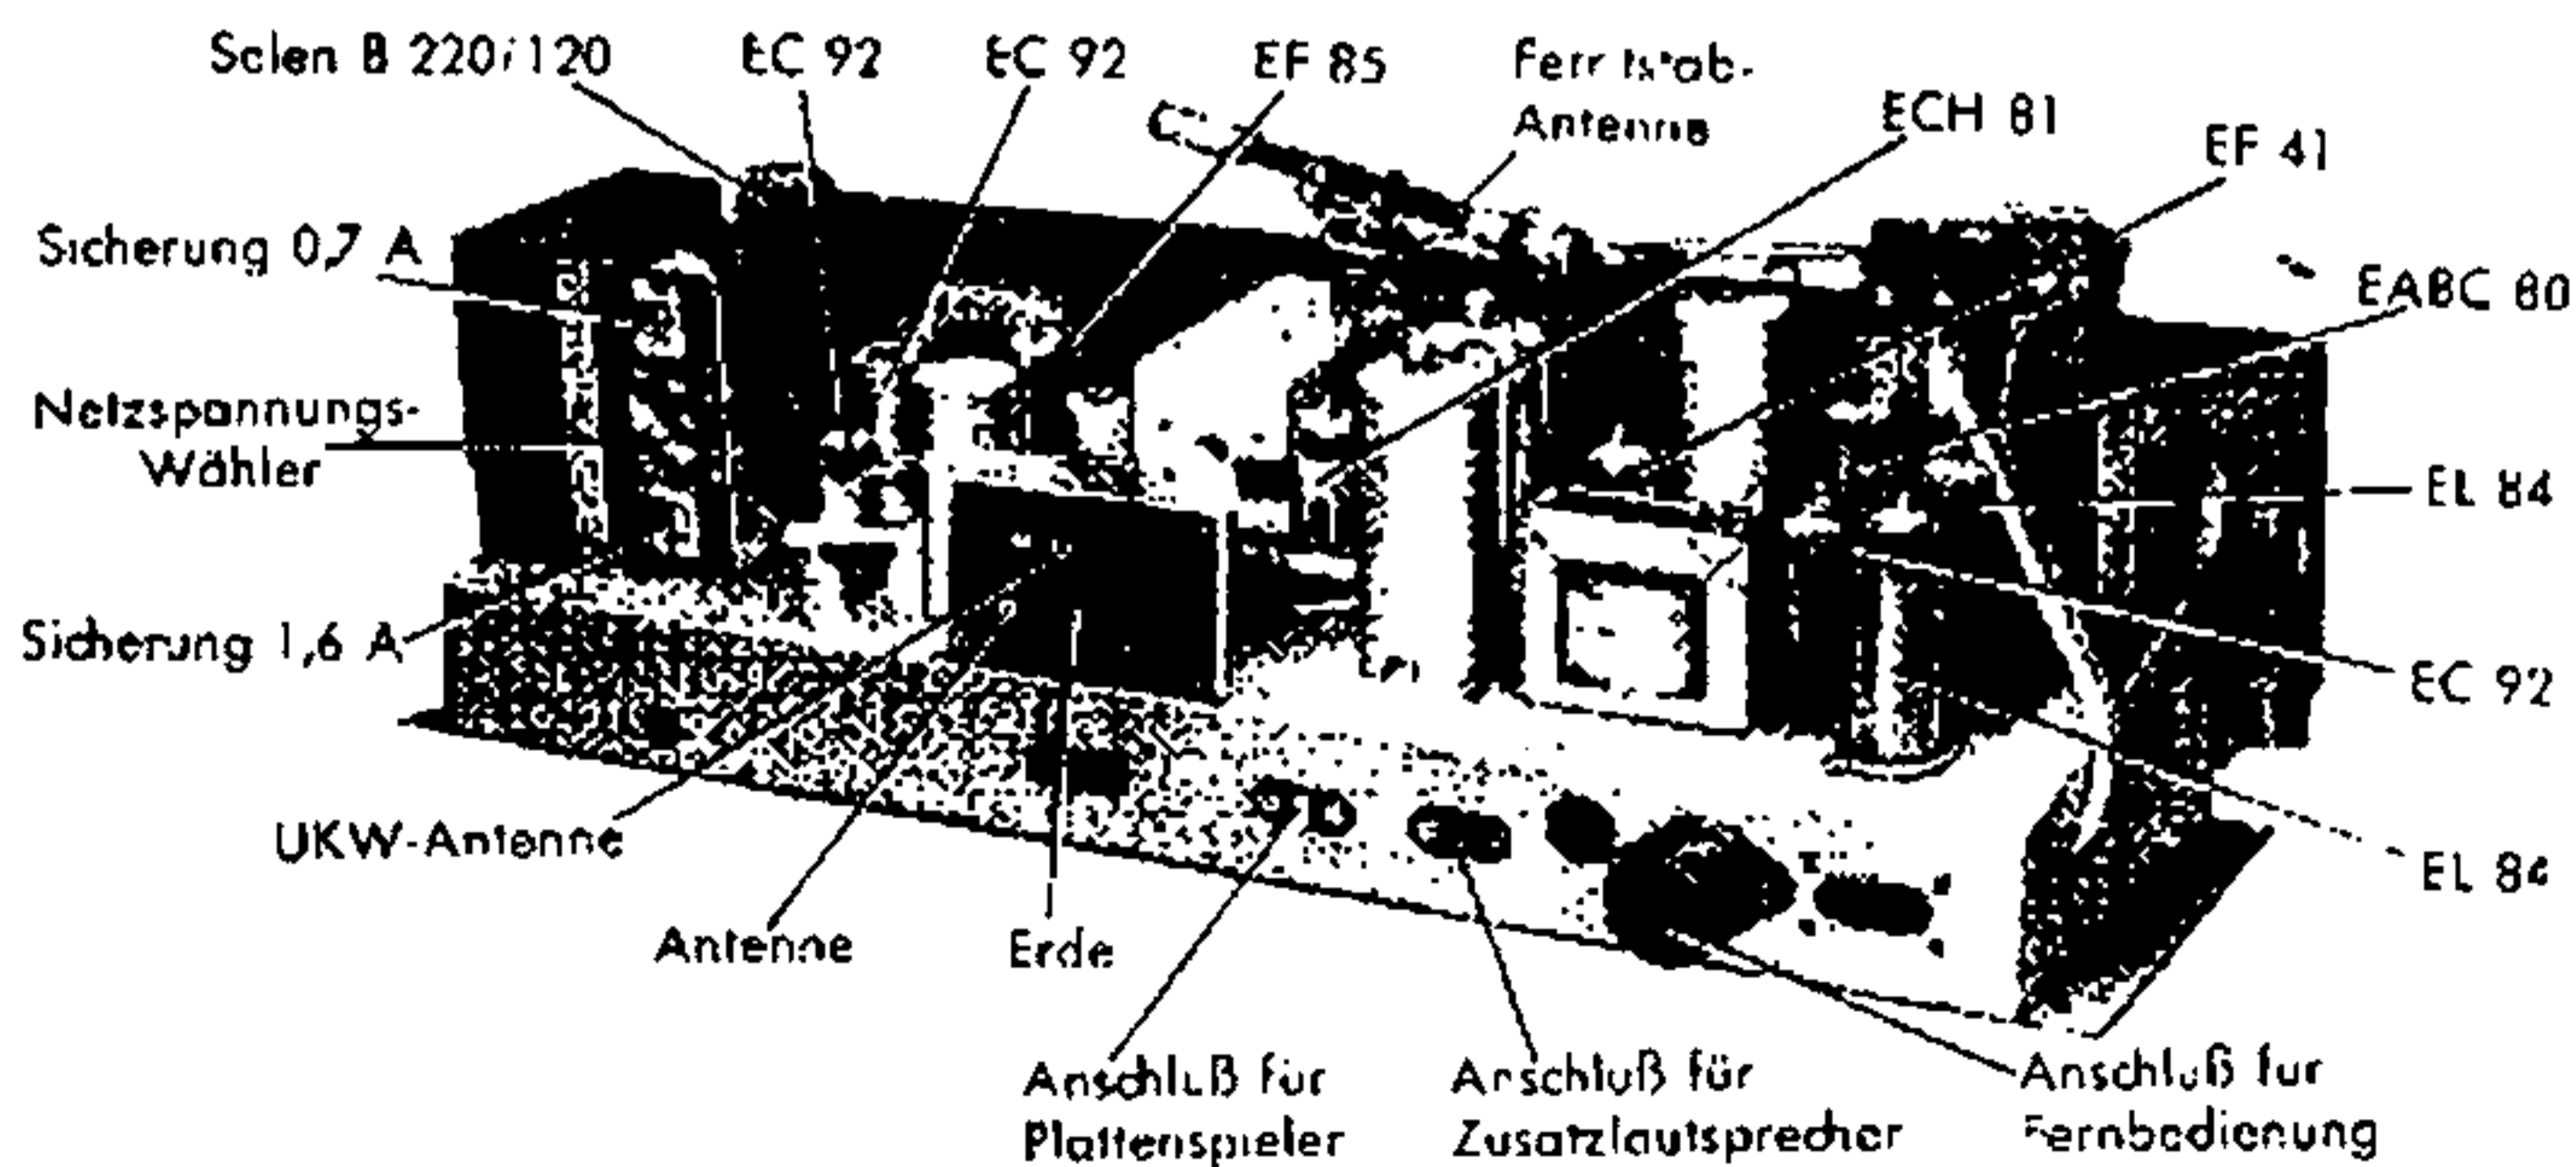 Selen B 220/120
EC 92
EC 92
EF 85
Ferritstab-
Antenne
ECH 81
EF 41
Sicherung 0,7 A
EABC 80
Netzspannungs-
Wähler
EL 84
Sicherung 1,6 A
EC 92
UKW-Antenne
EL 84
Antenne
Erde
Anschluß für
Plattenspieler
Anschluß für
Zusatzlautsprecher
Anschluß fur
Fernbedienung